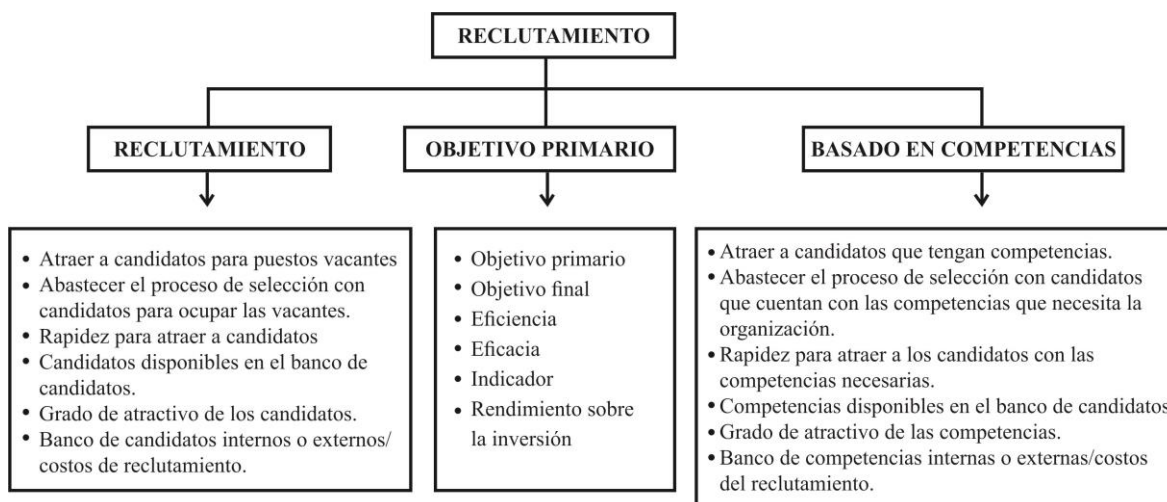 RECLUTAMIENTO
RECLUTAMIENTO
OBJETIVO PRIMARIO
BASADO EN COMPETENCIAS
• Atraer a candidatos para puestos vacantes
• Abastecer el proceso de selección con
candidatos para ocupar las vacantes.
• Rapidez para atraer a candidatos
• Candidatos disponibles en el banco de
candidatos.
• Grado de atractivo de los candidatos.
• Banco de candidatos internos o externos/
costos de reclutamiento.
• Objetivo primario
• Objetivo final
• Eficiencia
• Eficacia
• Indicador
• Rendimiento sobre
la inversión
• Atraer a candidatos que tengan competencias.
• Abastecer el proceso de selección con candidatos
que cuentan con las competencias que necesita la
organización.
• Rapidez para atraer a los candidatos con las
competencias necesarias.
• Competencias disponibles en el banco de candidatos
• Grado de atractivo de las competencias.
• Banco de competencias internas o externas/costos
del reclutamiento.